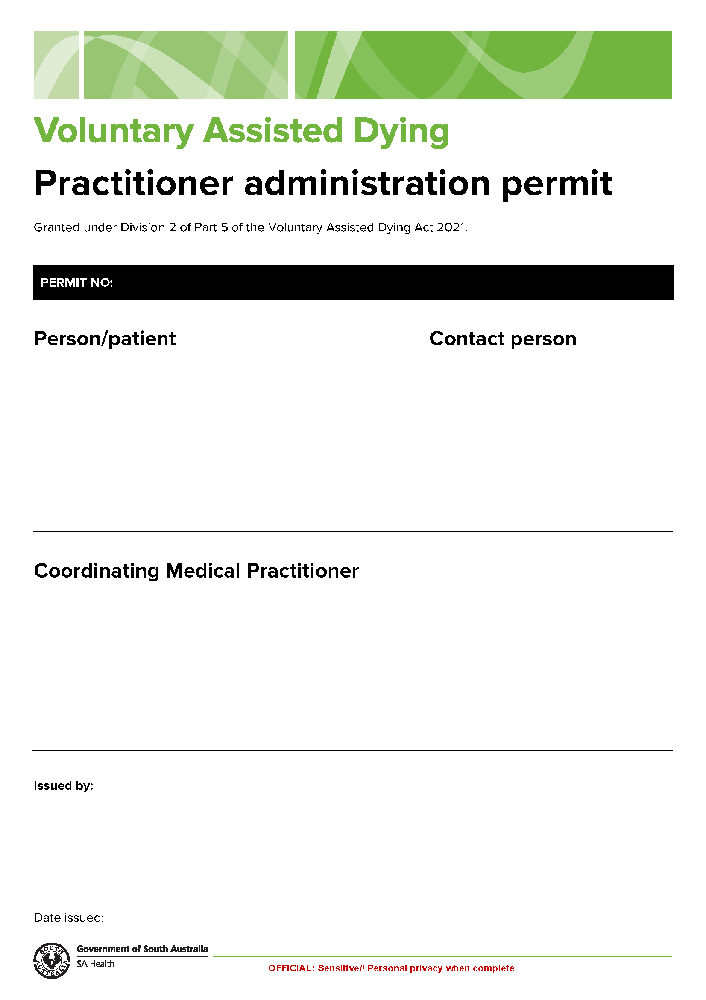 Voluntary Assisted Dying
Practitioner administration permit
Granted under Division 2 of Part 5 of the Voluntary Assisted Dying Act 2021.
PERMIT NO:
Person/patient
Contact person
Coordinating Medical Practitioner
Issued by:
Date issued:
SOUTH AUSTRALIA
Government of South Australia
SA Health
OFFICIAL: Sensitive// Personal privacy when complete